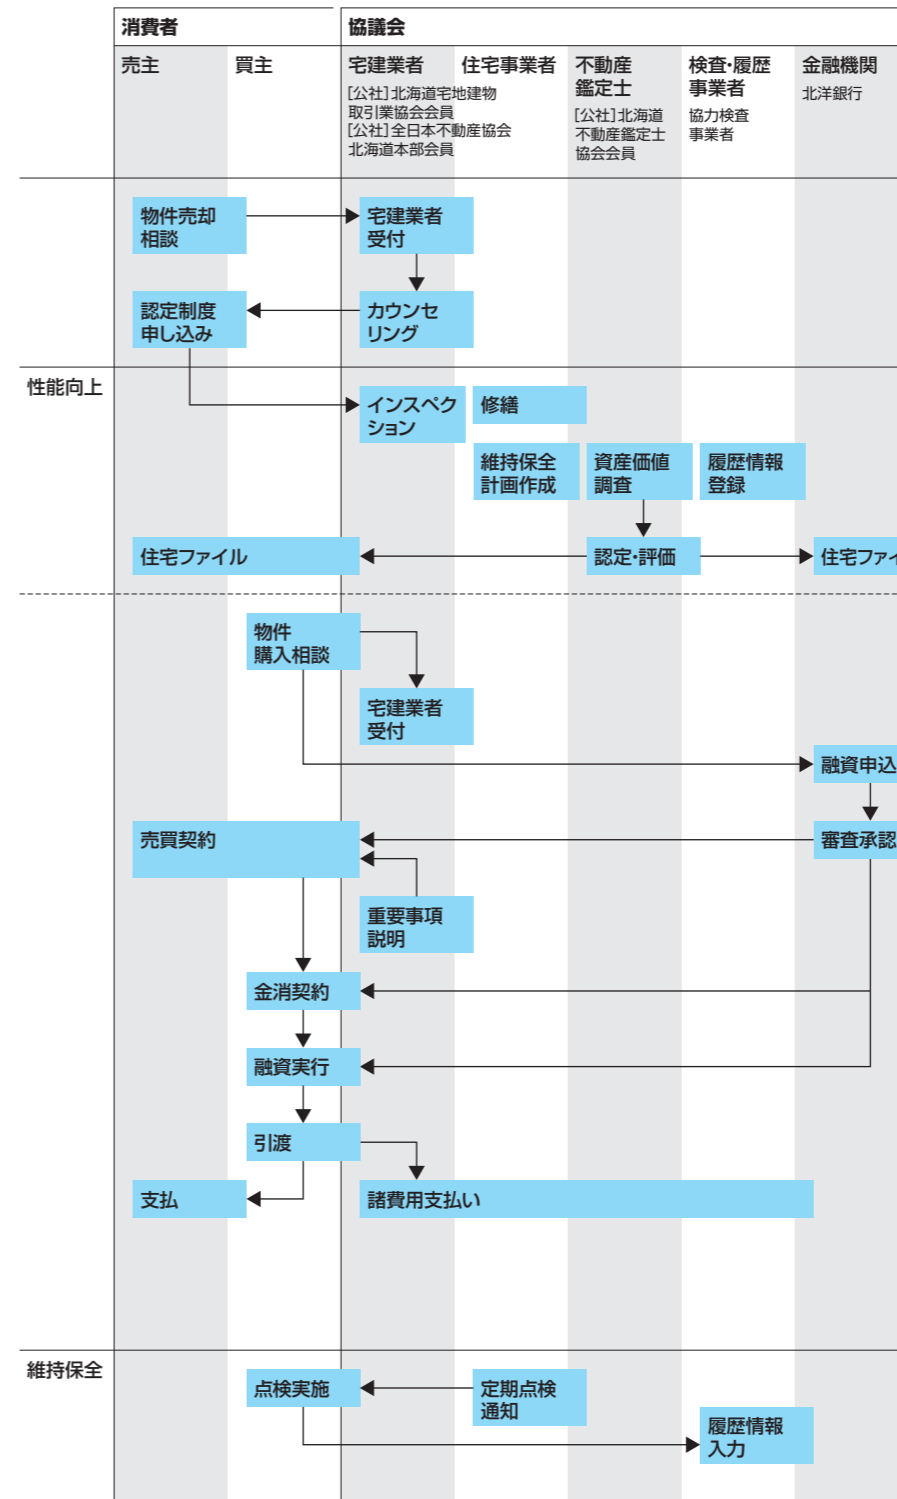 消費者
協議会
売主
買主
宅建業者
[公社]北海道宅地建物
取引業協会会員
[公社]全日本不動産協会
北海道本部会員
住宅事業者
不動産
鑑定士
[公社]北海道
不動産鑑定士
協会会員
検査・履歴
事業者
協力検査
事業者
金融機関
北洋銀行
物件売却
相談
宅建業者
受付
認定制度
申し込み
カウンセ
リング
性能向上
インスペク
ション
修繕
維持保全
計画作成
資産価値
調査
履歴情報
登録
住宅ファイル
認定・評価
住宅ファイ
物件
購入相談
宅建業者
受付
融資申込
売買契約
審査承認
重要事項
説明
金消契約
融資実行
引渡
支払
諸費用支払い
維持保全
点検実施
定期点検
通知
履歴情報
入力